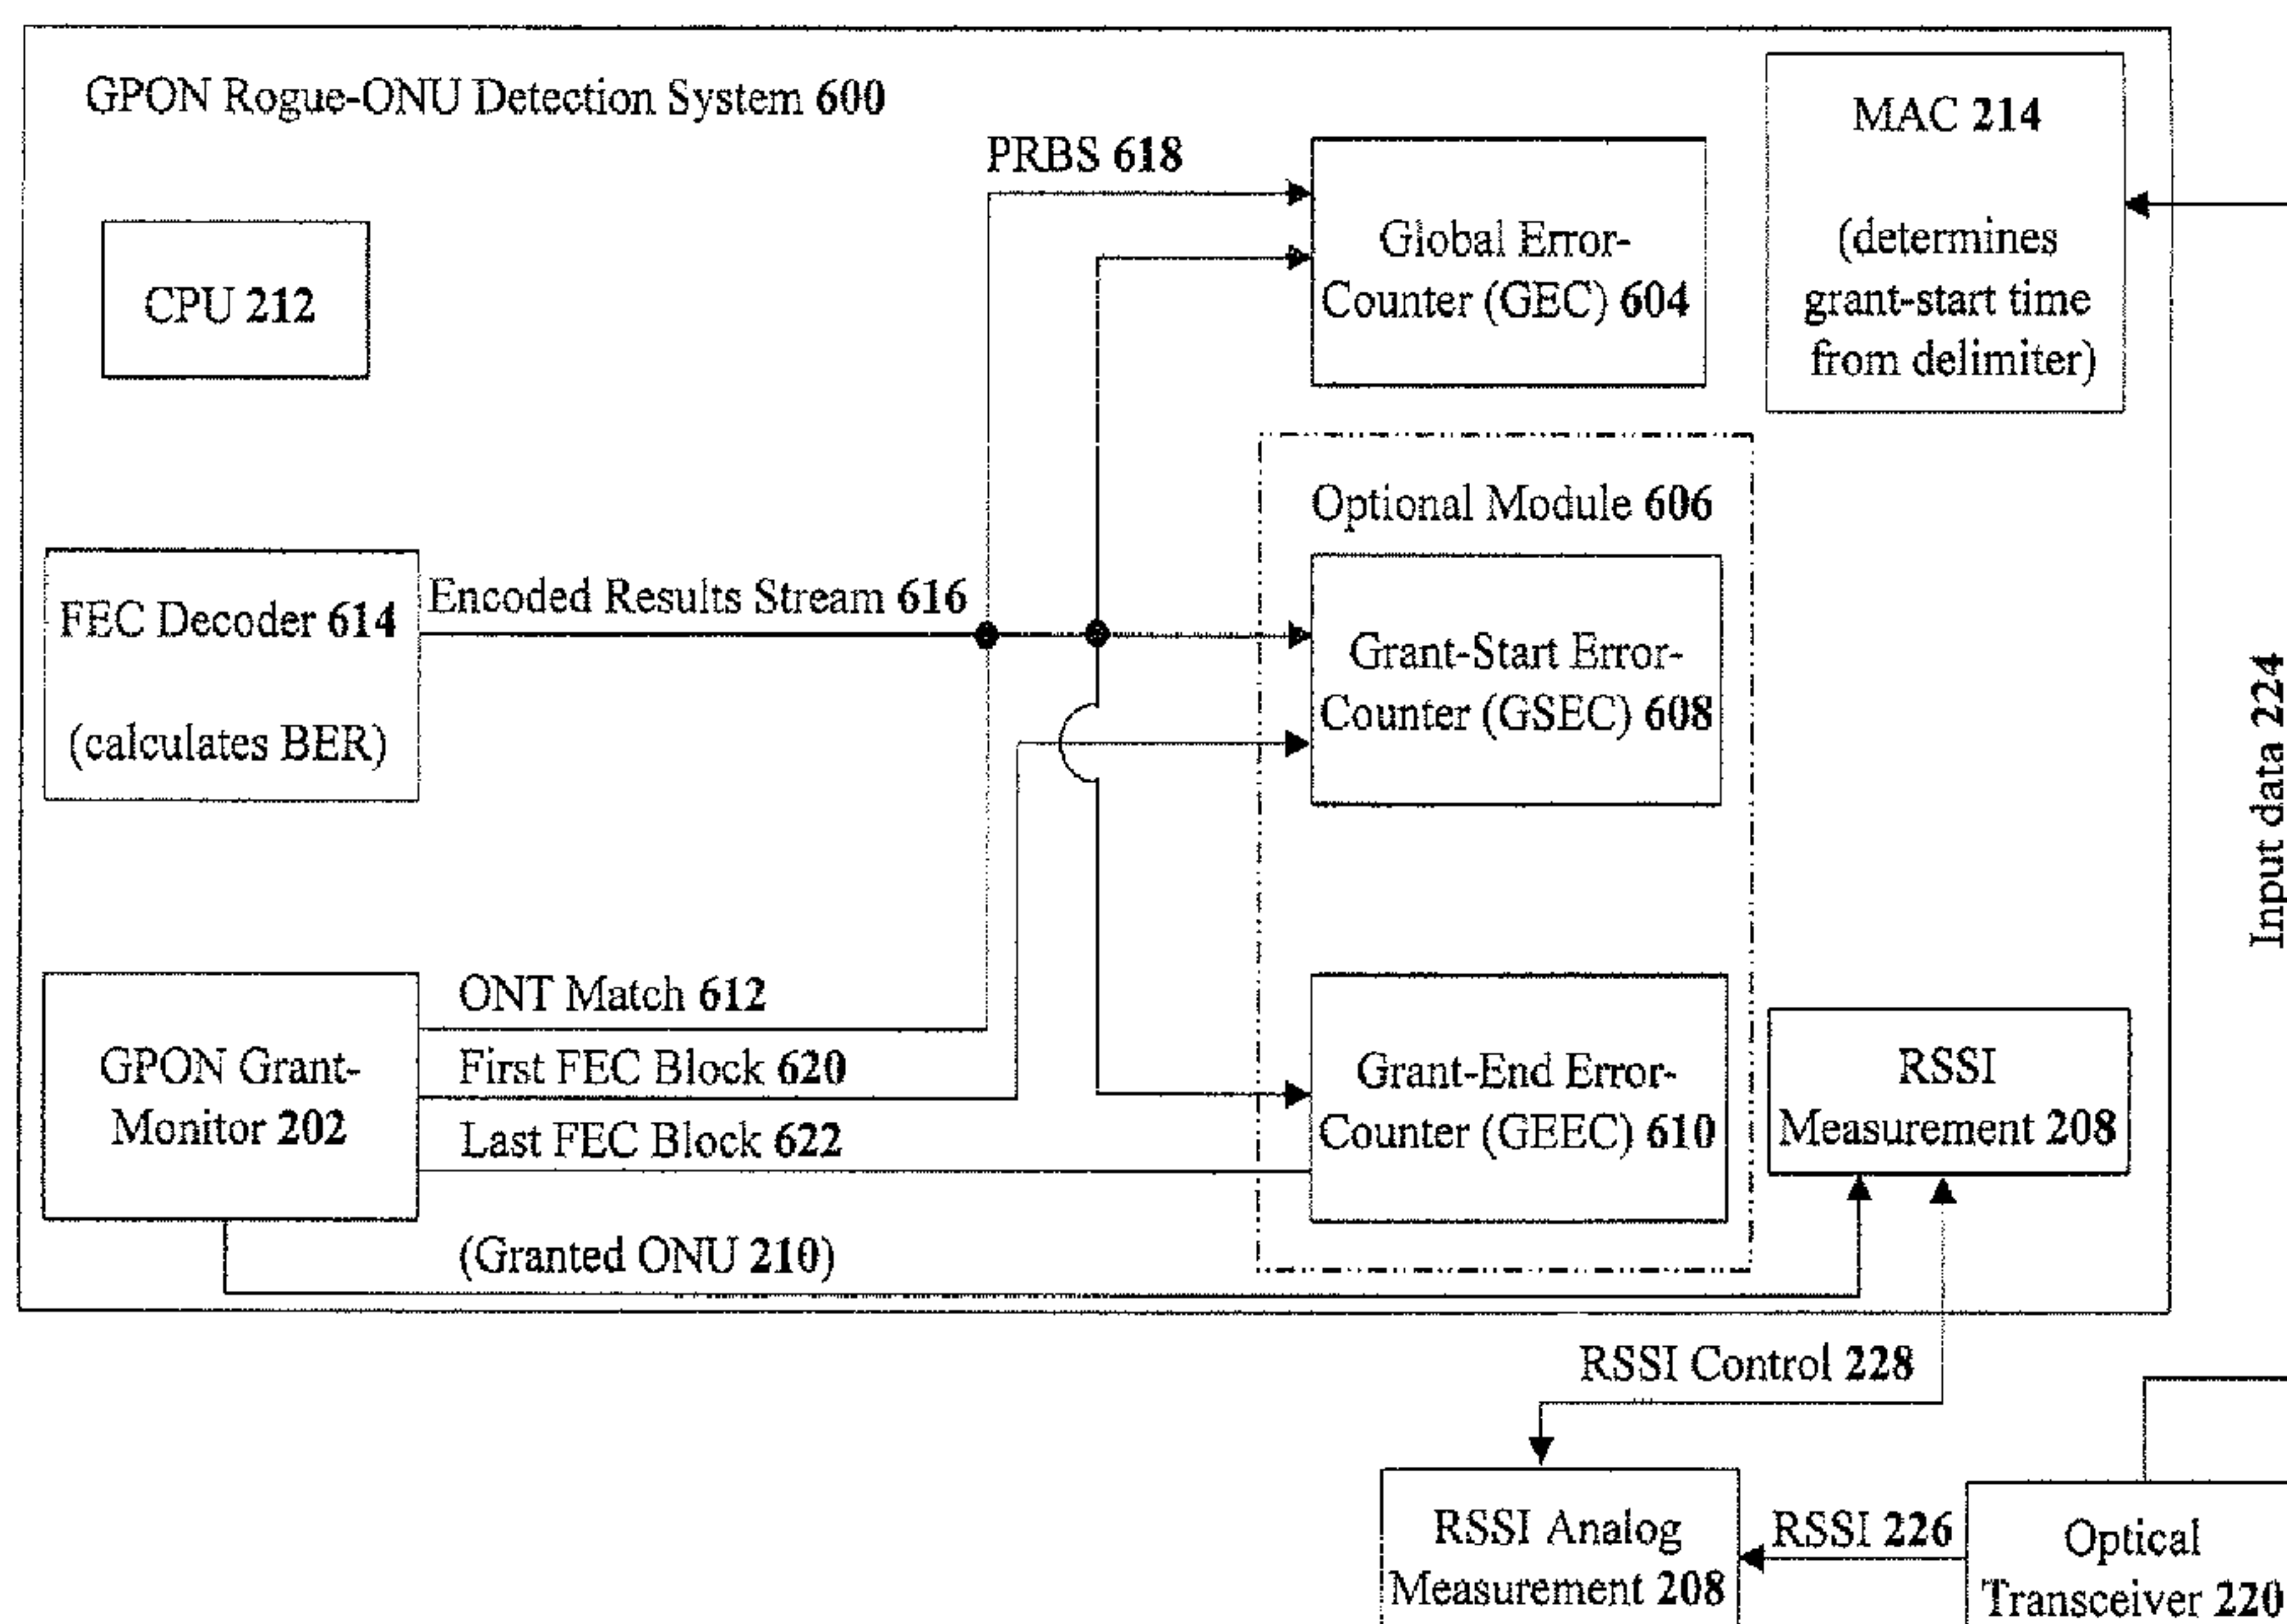 GPON Rogue-ONU Detection System 600
MAC 214
(determines
grant-start time
from delimiter)
PRBS 618
Global Error-
Counter (GEC) 604
CPU 212
Optional Module 606
FEC Decoder 614
(calculates BER)
Encoded Results Stream 616
Grant-Start Error-
Counter (GSEC) 608
Input data 224
GPON Grant-
Monitor 202
ONT Match 612
First FEC Block 620
Last FEC Block 622
(Granted ONU 210)
Grant-End Error-
Counter (GEEC) 610
RSSI
Measurement 208
RSSI Control 228
RSSI Analog
Measurement 208
RSSI 226
Optical
Transceiver 220